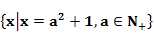 {x|x = a² + 1, a ∈ N₊}